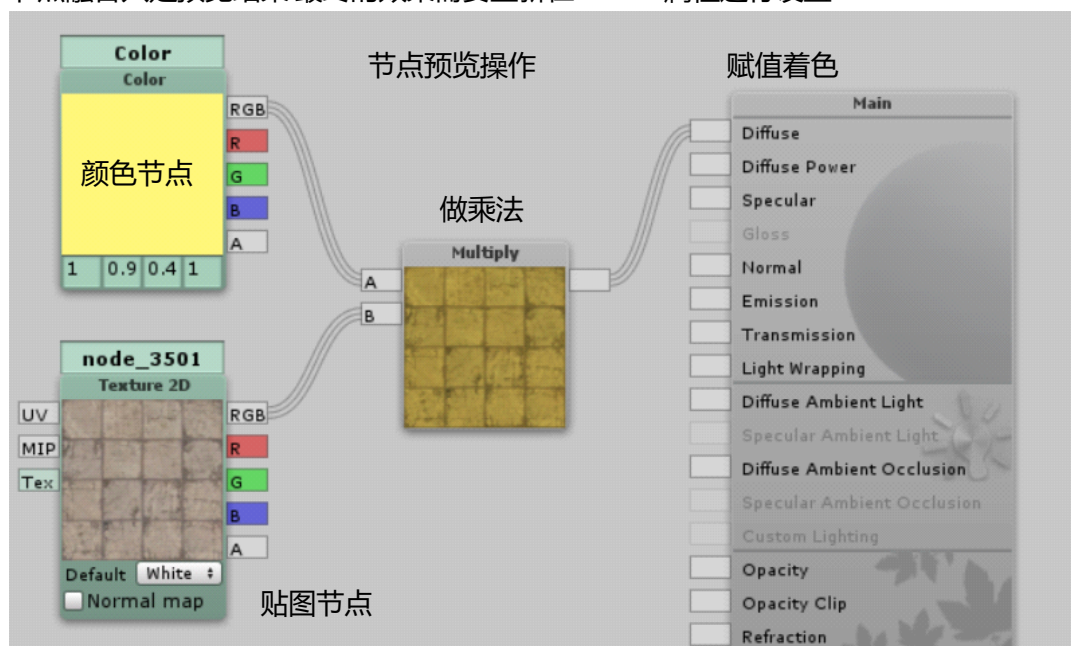 节点预览操作
赋值着色
Color
Color
RGB
R
G
B
A
颜色节点
1 0.9 0.4 1
做乘法
Multiply
A
B
node_3501
Texture 2D
UV
MIP
Tex
RGB
R
G
B
A
Default White
Normal map
贴图节点
Main
Diffuse
Diffuse Power
Specular
Gloss
Normal
Emission
Transmission
Light Wrapping
Diffuse Ambient Light
Specular Ambient Light
Diffuse Ambient Occlusion
Specular Ambient Occlusion
Custom Lighting
Opacity
Opacity Clip
Refraction